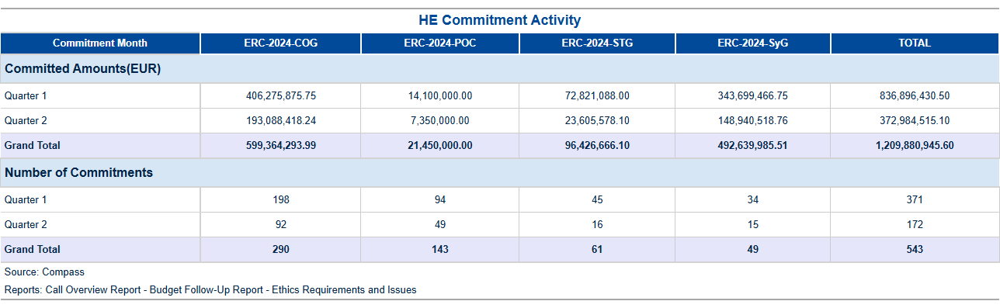 HE Commitment Activity
Commitment Month ERC-2024-COG ERC-2024-POC ERC-2024-STG ERC-2024-SyG TOTAL
Committed Amounts(EUR)
Quarter 1 406,275,875.75 14,100,000.00 72,821,088.00 343,699,466.75 836,896,430.50
Quarter 2 193,088,418.24 7,350,000.00 23,605,578.10 148,940,518.76 372,984,515.10
Grand Total 599,364,293.99 21,450,000.00 96,426,666.10 492,639,985.51 1,209,880,945.60
Number of Commitments
Quarter 1 198 94 45 34 371
Quarter 2 92 49 16 15 172
Grand Total 290 143 61 49 543
Source: Compass
Reports: Call Overview Report - Budget Follow-Up Report - Ethics Requirements and Issues